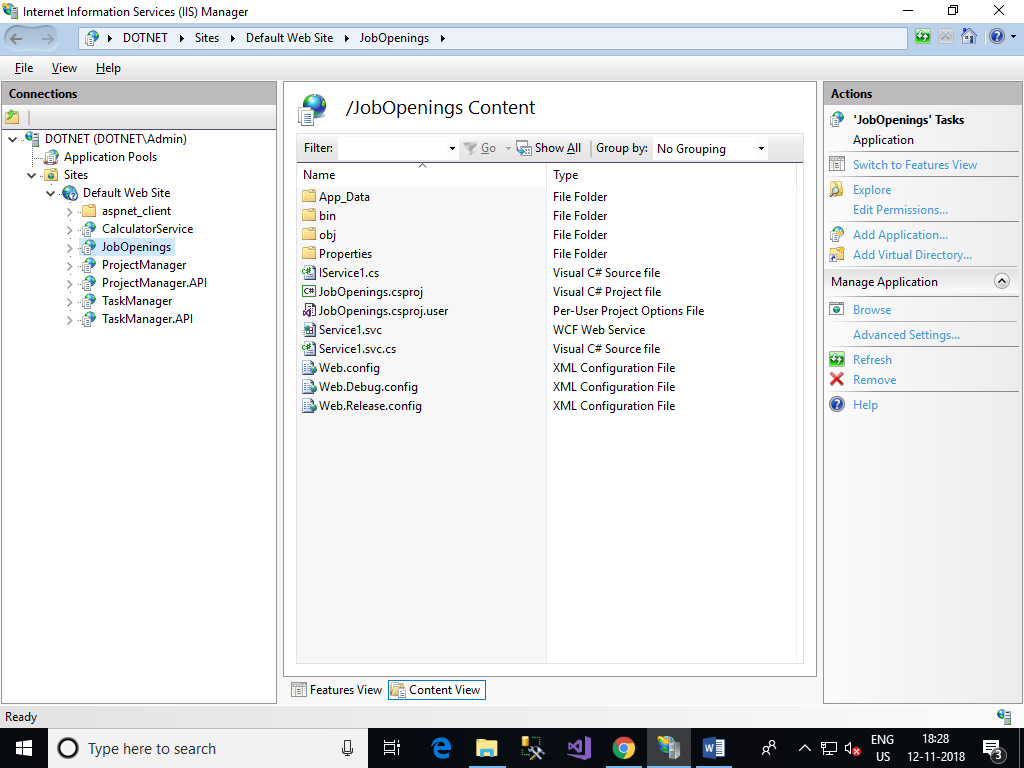 Internet Information Services (IIS) Manager
DOTNET Sites Default Web Site JobOpenings
File View Help
Connections
DOTNET (DOTNET\Admin)
Application Pools
Sites
Default Web Site
aspnet_client
CalculatorService
JobOpenings
ProjectManager
ProjectManager.API
TaskManager
TaskManager.API
/JobOpenings Content
Filter: Go Show All Group by: No Grouping
Name Type
App_Data File Folder
bin File Folder
obj File Folder
Properties File Folder
IService1.cs Visual C# Source file
JobOpenings.csproj Visual C# Project file
JobOpenings.csproj.user Per-User Project Options File
Service1.svc WCF Web Service
Service1.svc.cs Visual C# Source file
Web.config XML Configuration File
Web.Debug.config XML Configuration File
Web.Release.config XML Configuration File
Features View Content View
Actions
'JobOpenings' Tasks
Application
Switch to Features View
Explore
Edit Permissions...
Add Application...
Add Virtual Directory...
Manage Application
Browse
Advanced Settings...
Refresh
Remove
Help
Ready
Type here to search
ENG
US
18:28
12-11-2018
3